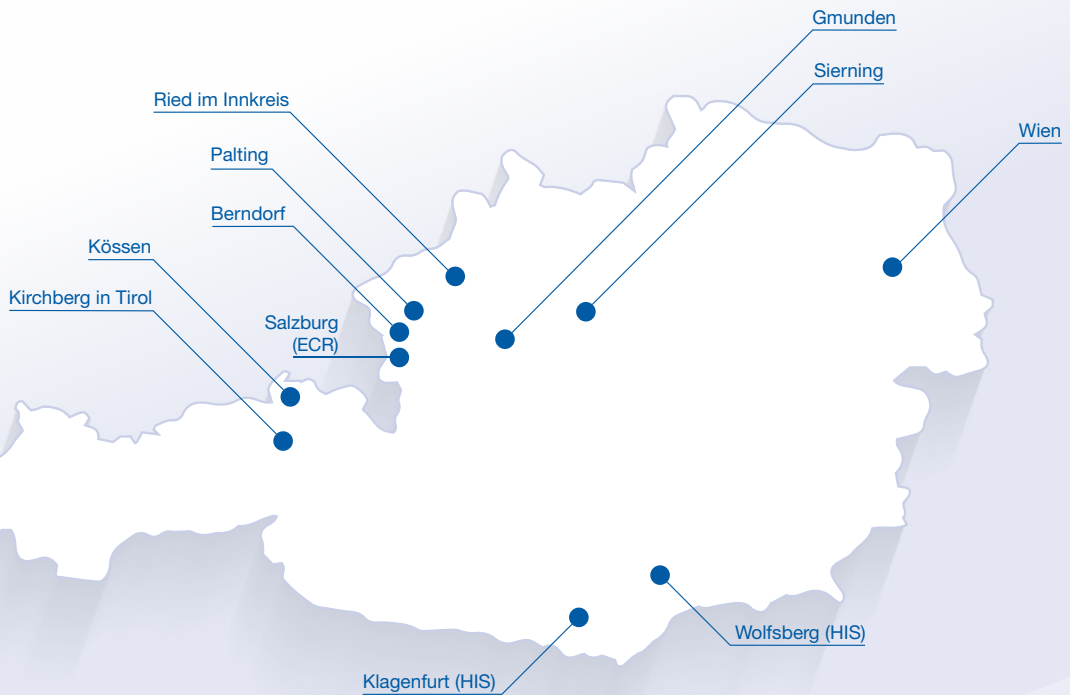 Gmunden
Sierning
Ried im Innkreis
Wien
Palting
Berndorf
Kössen
Kirchberg in Tirol
Salzburg
(ECR)
Wolfsberg (HIS)
Klagenfurt (HIS)